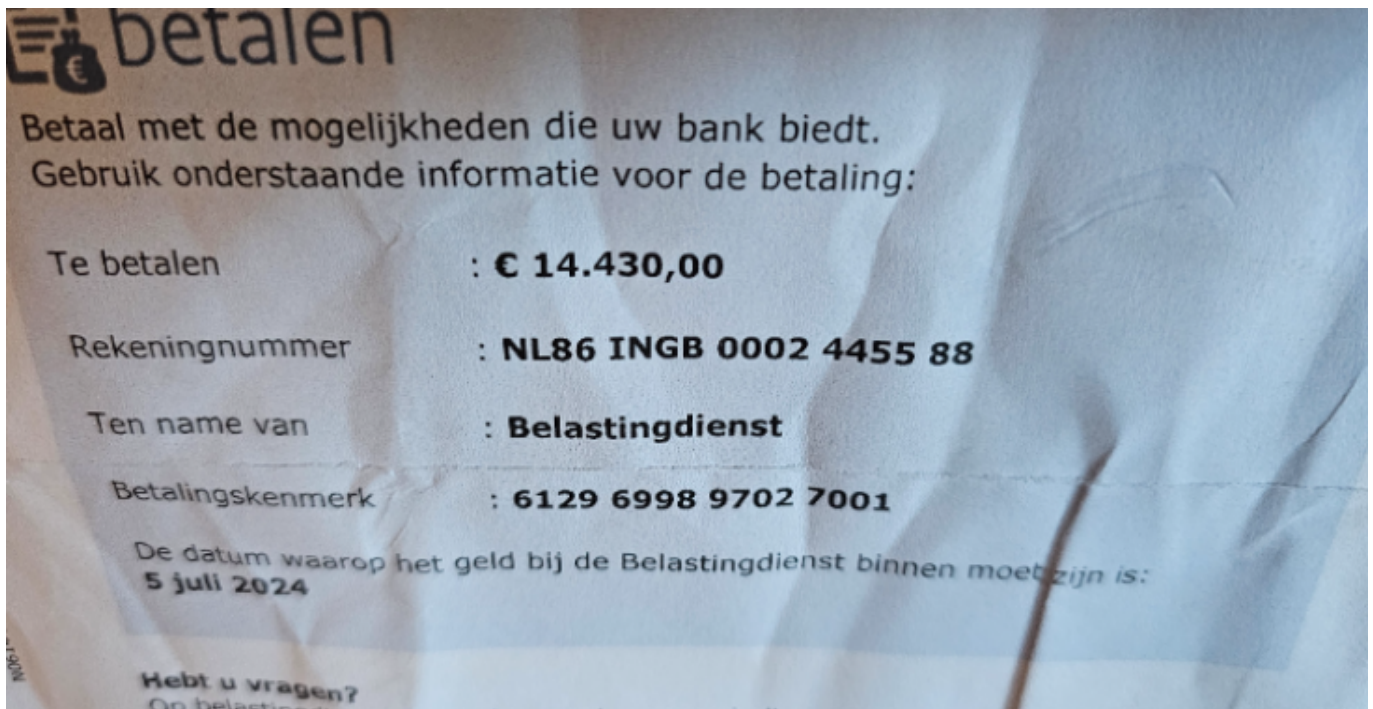 betalen
Betaal met de mogelijkheden die uw bank biedt.
Gebruik onderstaande informatie voor de betaling:
Te betalen : € 14.430,00
Rekeningnummer : NL86 INGB 0002 4455 88
Ten name van : Belastingdienst
Betalingskenmerk : 6129 6998 9702 7001
De datum waarop het geld bij de Belastingdienst binnen moet zijn is:
5 juli 2024
Hebt u vragen?